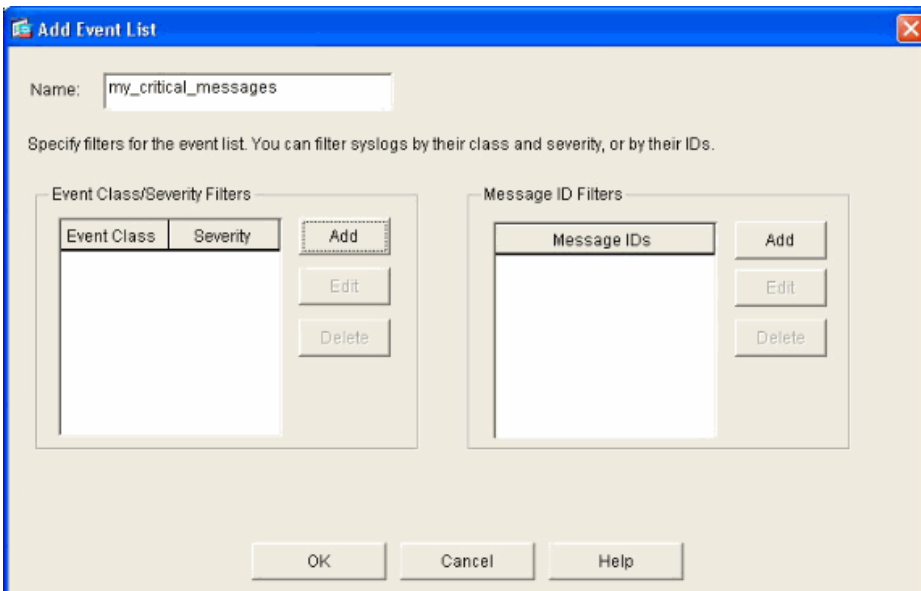 Add Event List
Name: my_critical_messages
Specify filters for the event list. You can filter syslogs by their class and severity, or by their IDs.
Event Class/Severity Filters
Event Class Severity
Add
Edit
Delete
Message ID Filters
Message IDs
Add
Edit
Delete
OK Cancel Help